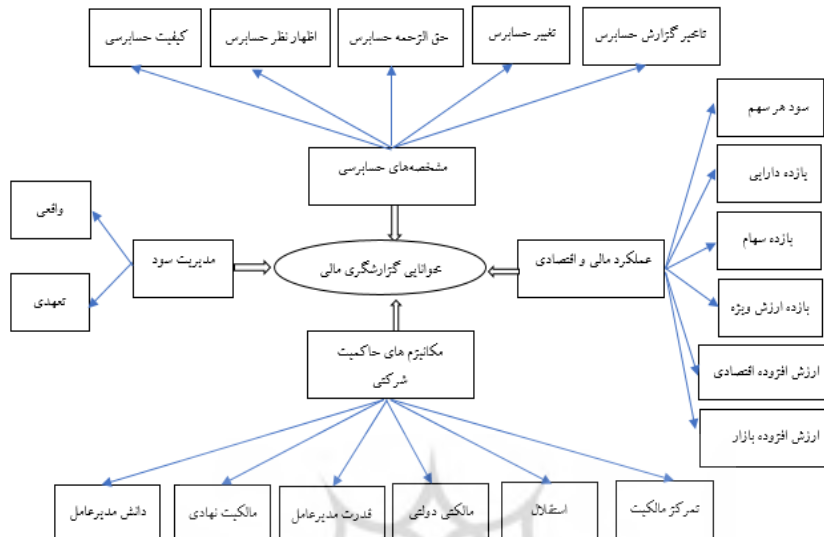 تاخیر گزارش حسابرس
تغییر حسابرس
حق الزحمه حسابرس
اظهار نظر حسابرس
کیفیت حسابرسی
سود هر سهم
مشخصه‌های حسابرسی
بازده دارایی
واقعی
بازده سهام
عملکرد مالی و اقتصادی
خوانایی گزارشگری مالی
مدیریت سود
بازده ارزش ویژه
تعهدی
مکانیزم های حاکمیت
شرکتی
ارزش افزوده اقتصادی
ارزش افزوده بازار
تمرکز مالکیت
استقلال
مالکتی دولتی
قدرت مدیرعامل
مالکیت نهادی
دانش مدیرعامل